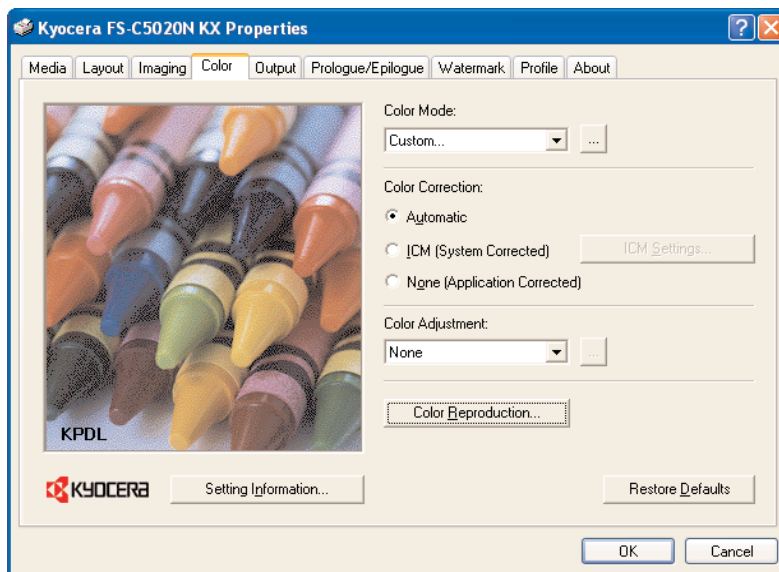 Kyocera FS-C5020N KX Properties
Media Layout Imaging Color Output Prologue/Epilogue Watermark Profile About
Color Mode:
Custom...
...
Color Correction:
Automatic
ICM (System Corrected)
ICM Settings...
None (Application Corrected)
Color Adjustment:
None
...
Color Reproduction...
KPDL
KYOCERA
Setting Information...
Restore Defaults
OK
Cancel